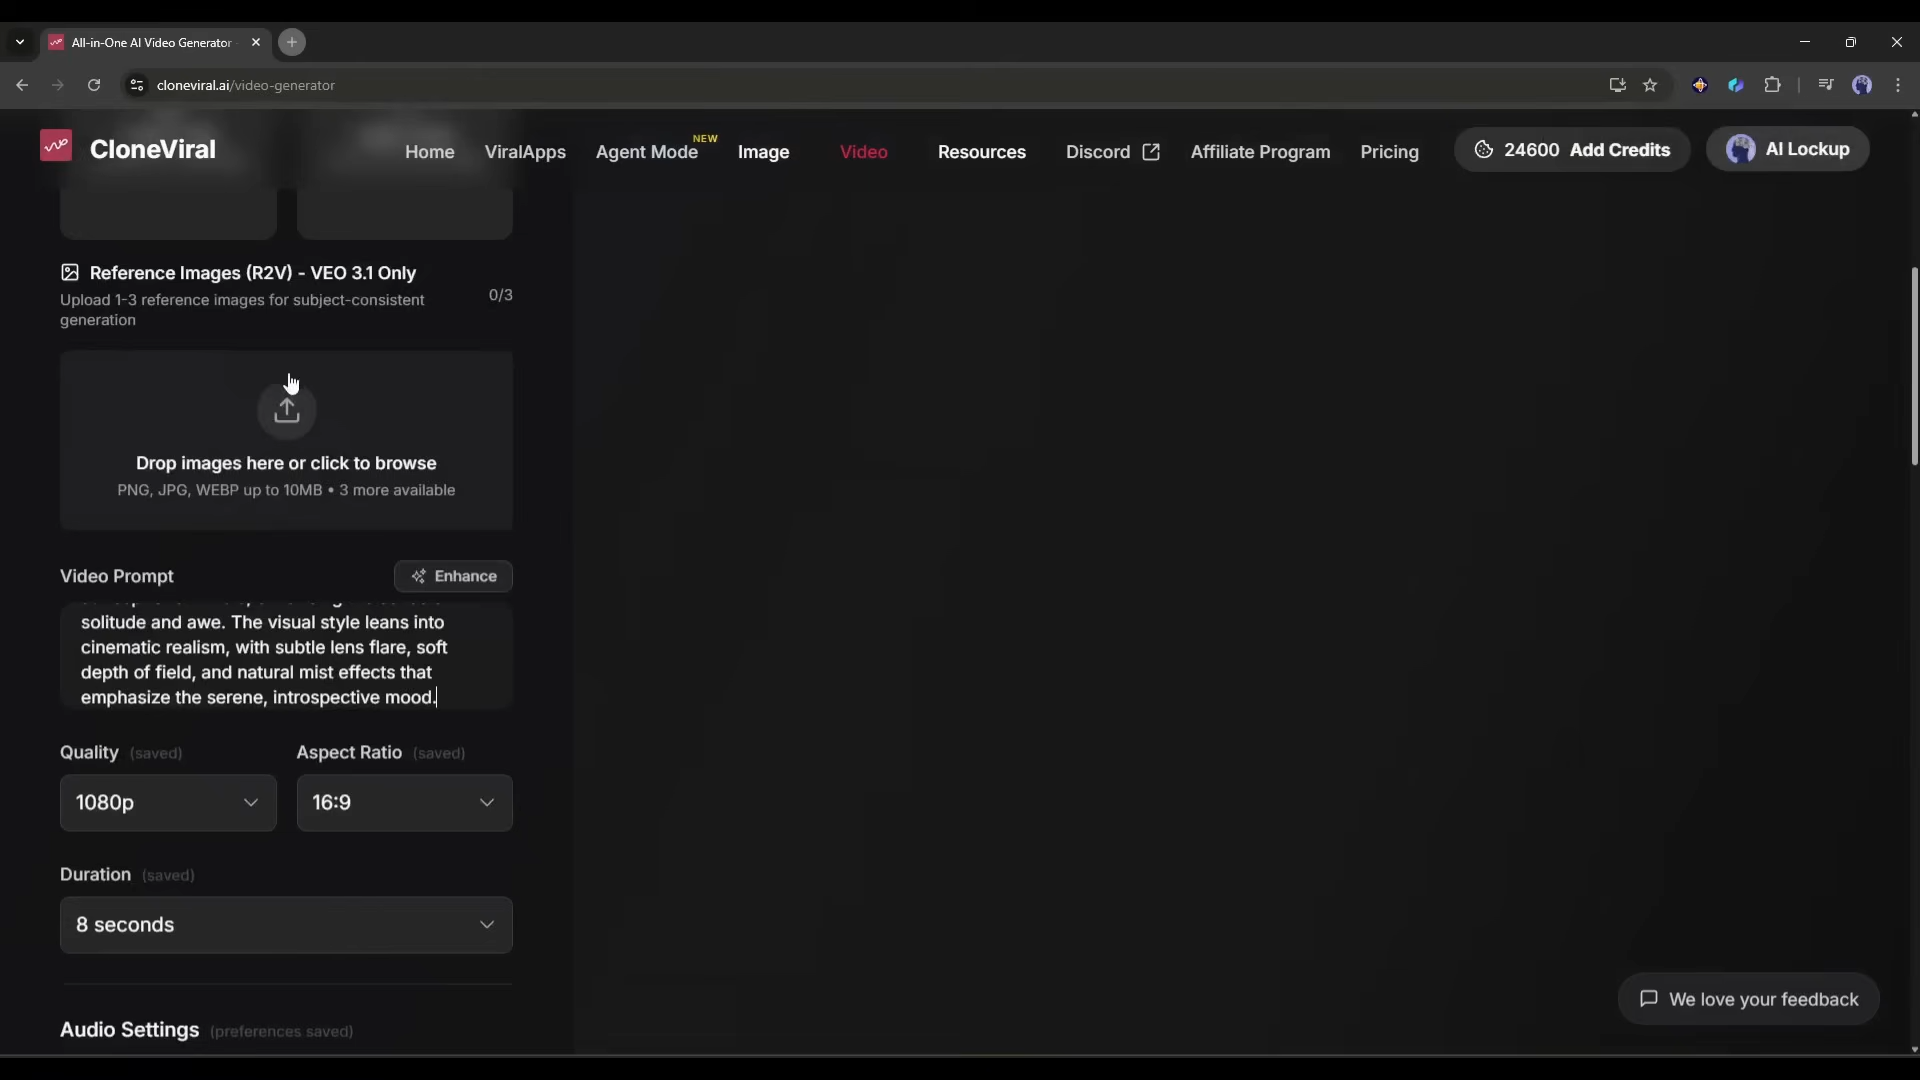 All-in-One AI Video Generator
cloneviral.ai/video-generator
CloneViral
Home
ViralApps
Agent Mode
NEW
Image
Video
Resources
Discord
Affiliate Program
Pricing
24600 Add Credits
AI Lockup
Reference Images (R2V) - VEO 3.1 Only
Upload 1-3 reference images for subject-consistent
generation
0/3
Drop images here or click to browse
PNG, JPG, WEBP up to 10MB • 3 more available
Video Prompt
Enhance
solitude and awe. The visual style leans into
cinematic realism, with subtle lens flare, soft
depth of field, and natural mist effects that
emphasize the serene, introspective mood.
Quality (saved)
Aspect Ratio (saved)
1080p
16:9
Duration (saved)
8 seconds
Audio Settings (preferences saved)
We love your feedback